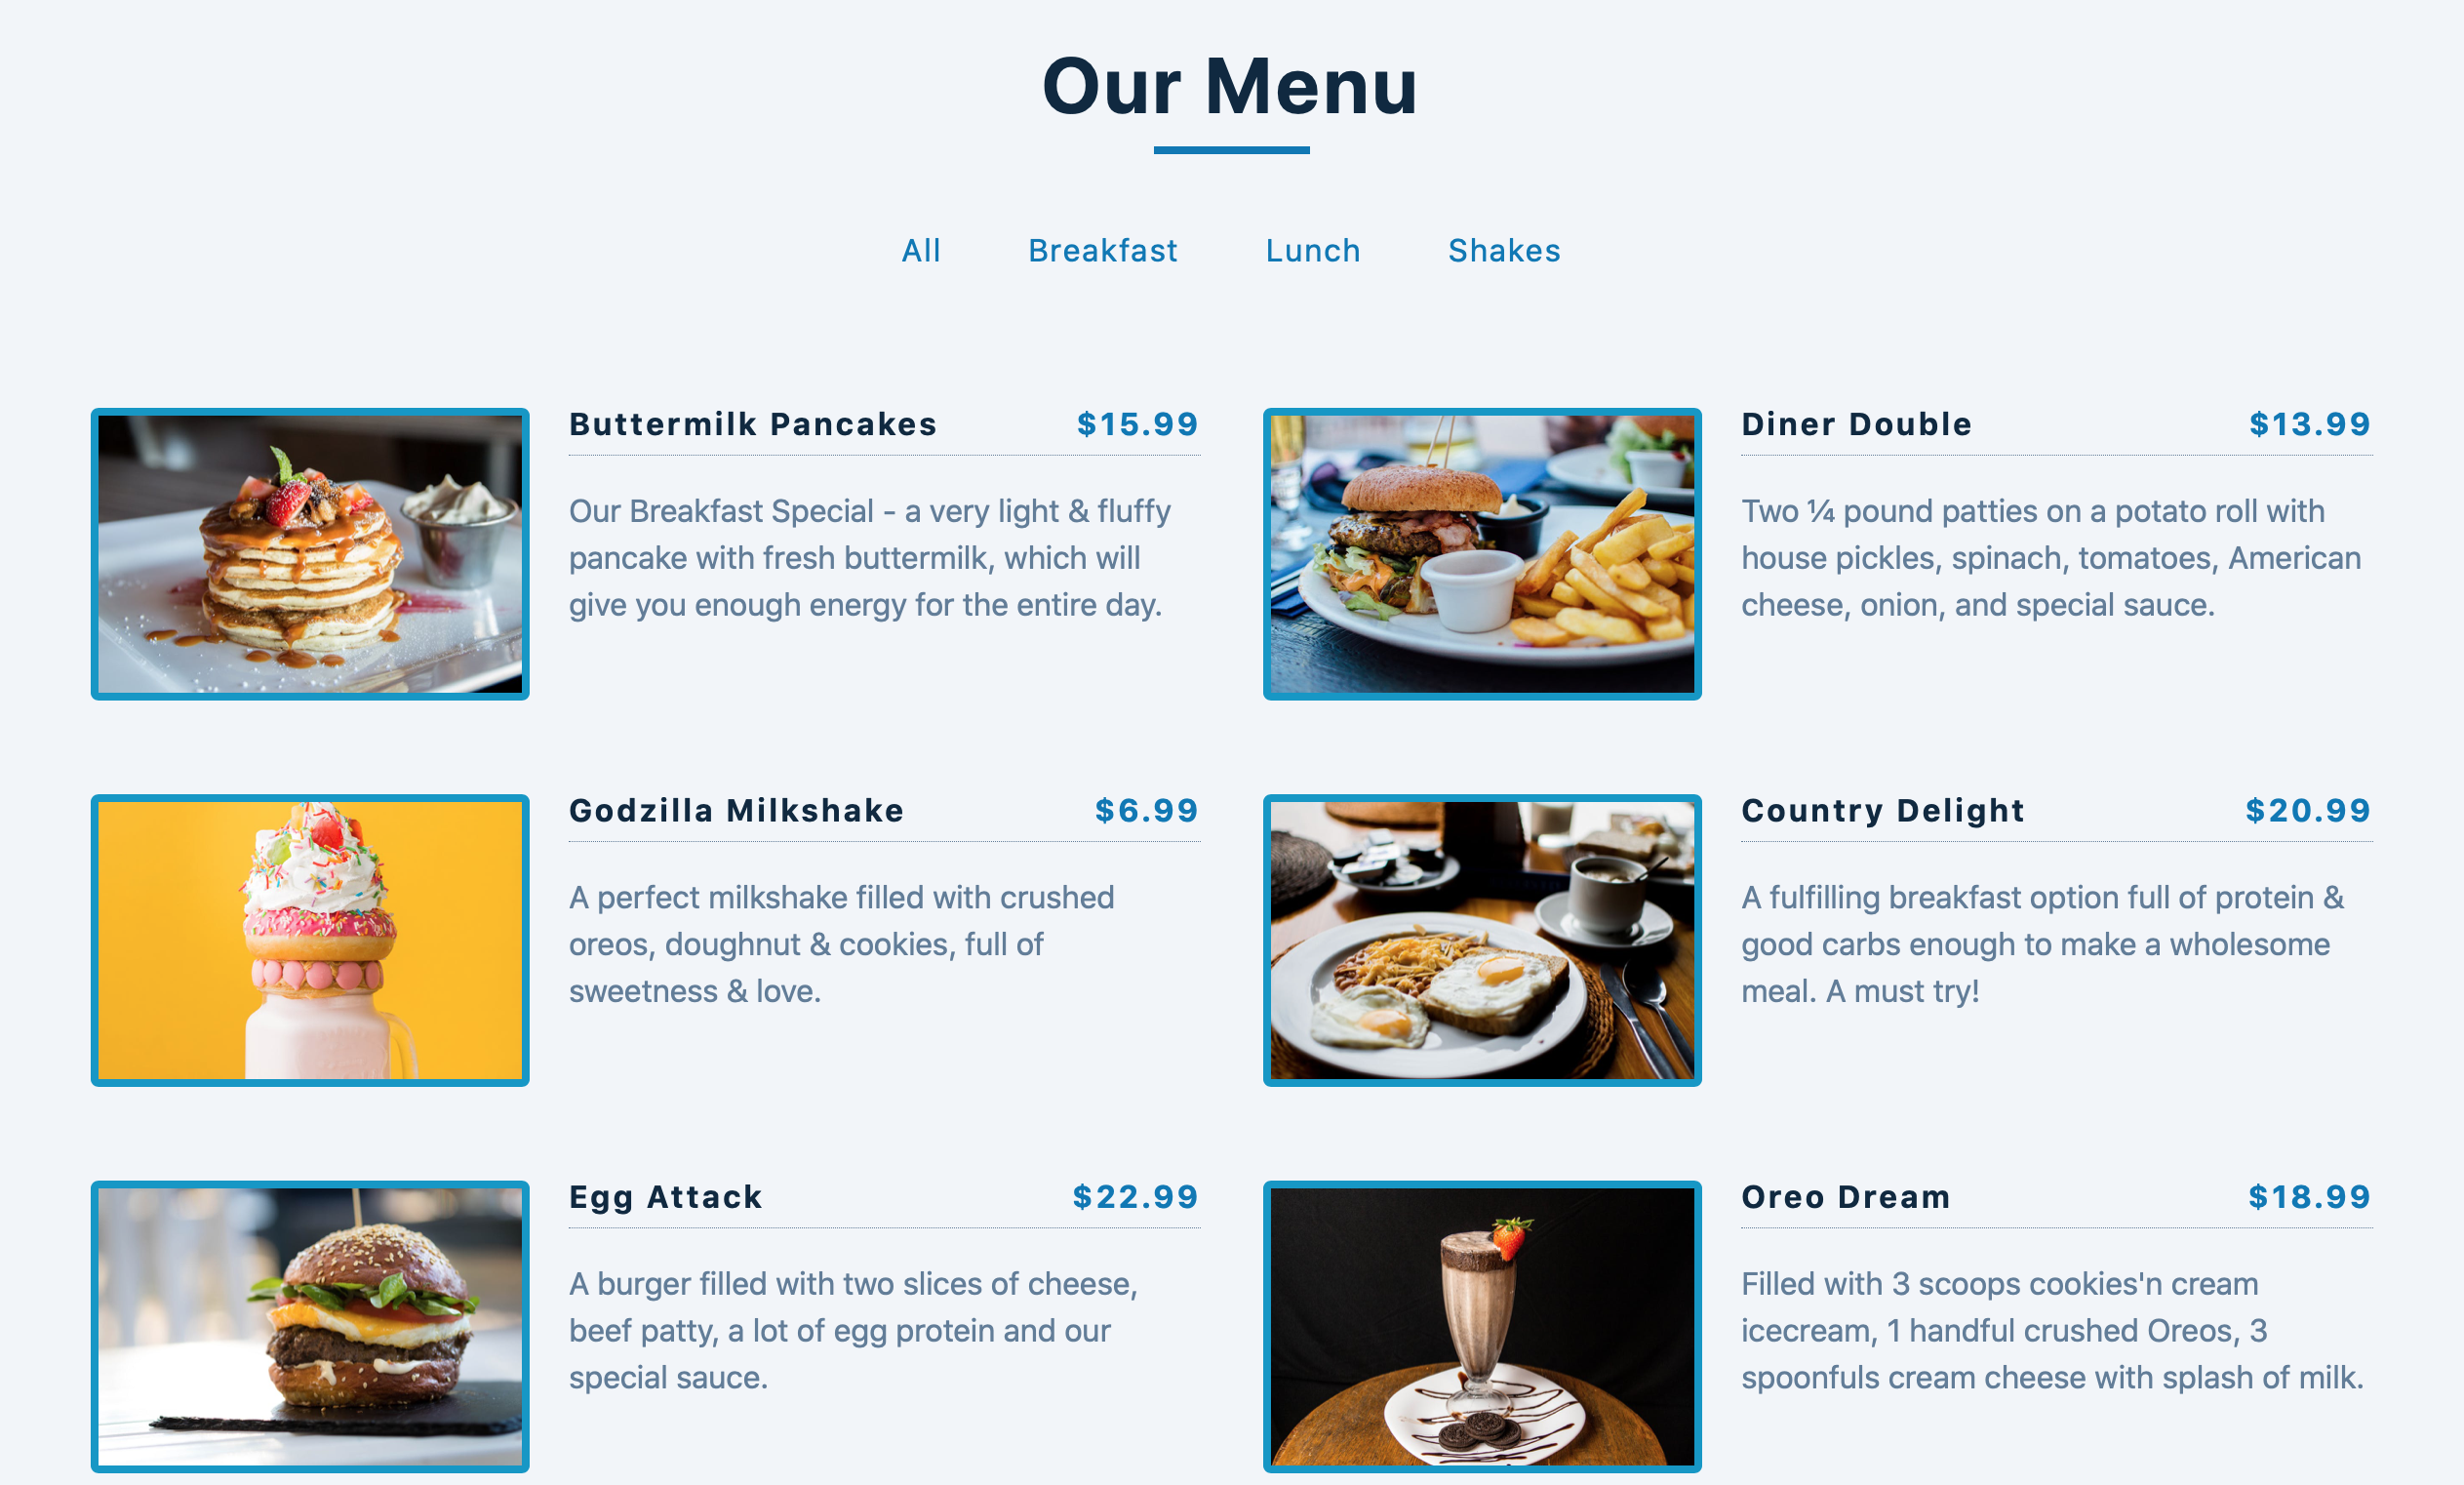 Our Menu
All Breakfast Lunch Shakes
Buttermilk Pancakes $15.99
Our Breakfast Special - a very light & fluffy
pancake with fresh buttermilk, which will
give you enough energy for the entire day.
Diner Double $13.99
Two ¼ pound patties on a potato roll with
house pickles, spinach, tomatoes, American
cheese, onion, and special sauce.
Godzilla Milkshake $6.99
A perfect milkshake filled with crushed
oreos, doughnut & cookies, full of
sweetness & love.
Country Delight $20.99
A fulfilling breakfast option full of protein &
good carbs enough to make a wholesome
meal. A must try!
Egg Attack $22.99
A burger filled with two slices of cheese,
beef patty, a lot of egg protein and our
special sauce.
Oreo Dream $18.99
Filled with 3 scoops cookies'n cream
icecream, 1 handful crushed Oreos, 3
spoonfuls cream cheese with splash of milk.